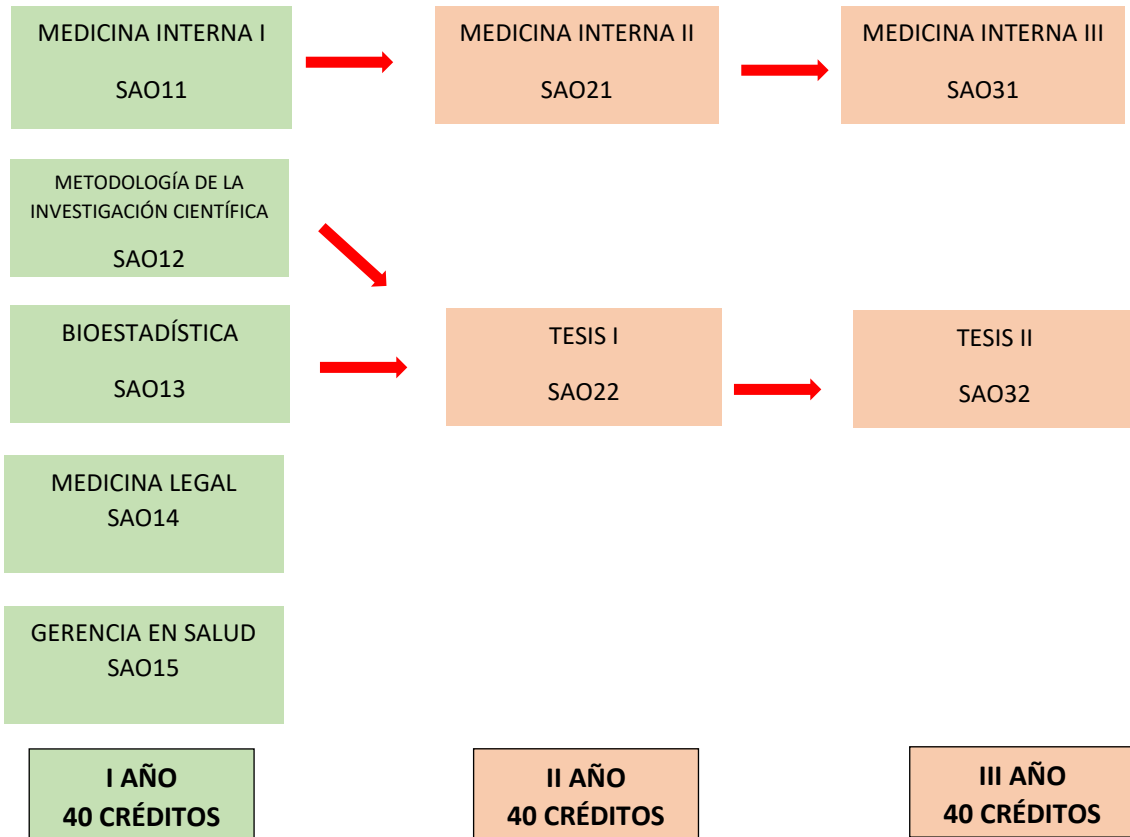 MEDICINA INTERNA I
SAO11
MEDICINA INTERNA II
SAO21
MEDICINA INTERNA III
SAO31
METODOLOGÍA DE LA
INVESTIGACIÓN CIENTÍFICA
SAO12
BIOESTADÍSTICA
SAO13
TESIS I
SAO22
TESIS II
SAO32
MEDICINA LEGAL
SAO14
GERENCIA EN SALUD
SAO15
I AÑO
40 CRÉDITOS
II AÑO
40 CRÉDITOS
III AÑO
40 CRÉDITOS